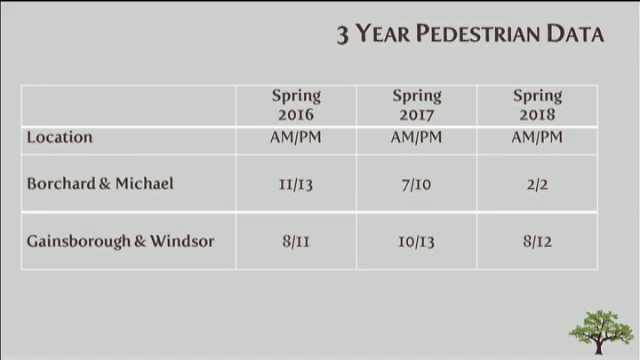 3 YEAR PEDESTRIAN DATA
Spring 2016 Spring 2017 Spring 2018
Location AM/PM AM/PM AM/PM
Borchard & Michael 11/13 7/10 2/2
Gainsborough & Windsor 8/11 10/13 8/12